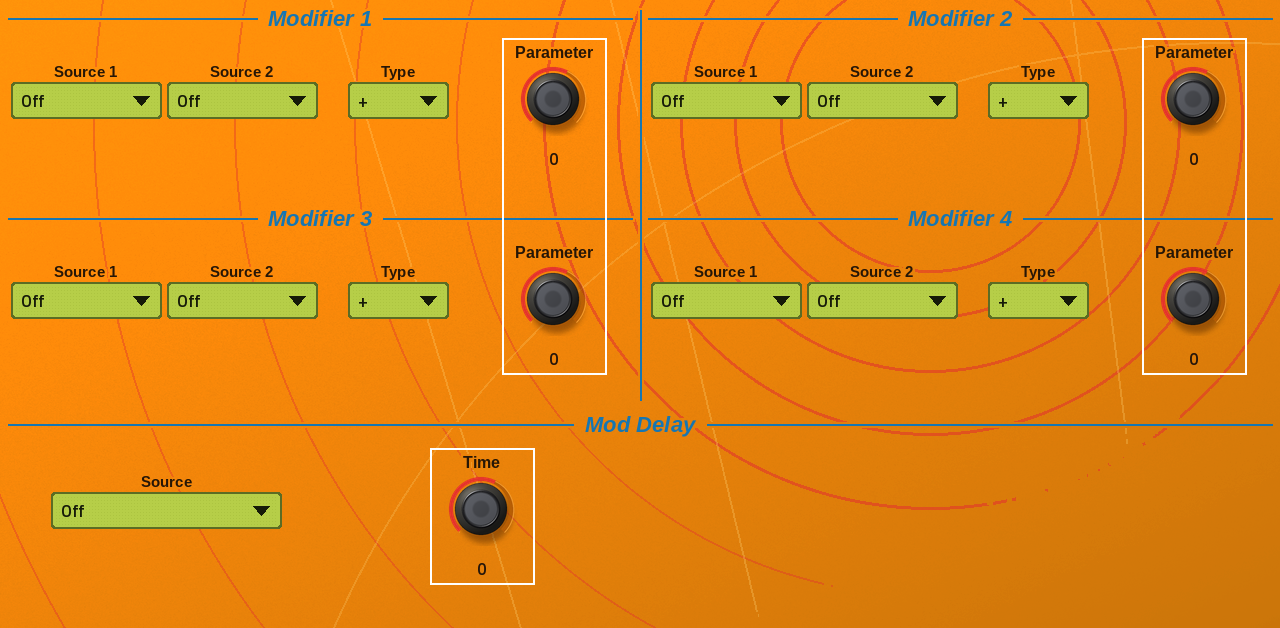 Modifier 1
Source 1 Source 2 Type Parameter
Off Off +
0
Modifier 2
Source 1 Source 2 Type Parameter
Off Off +
0
Modifier 3
Source 1 Source 2 Type Parameter
Off Off +
0
Modifier 4
Source 1 Source 2 Type Parameter
Off Off +
0
Mod Delay
Source Time
Off
0